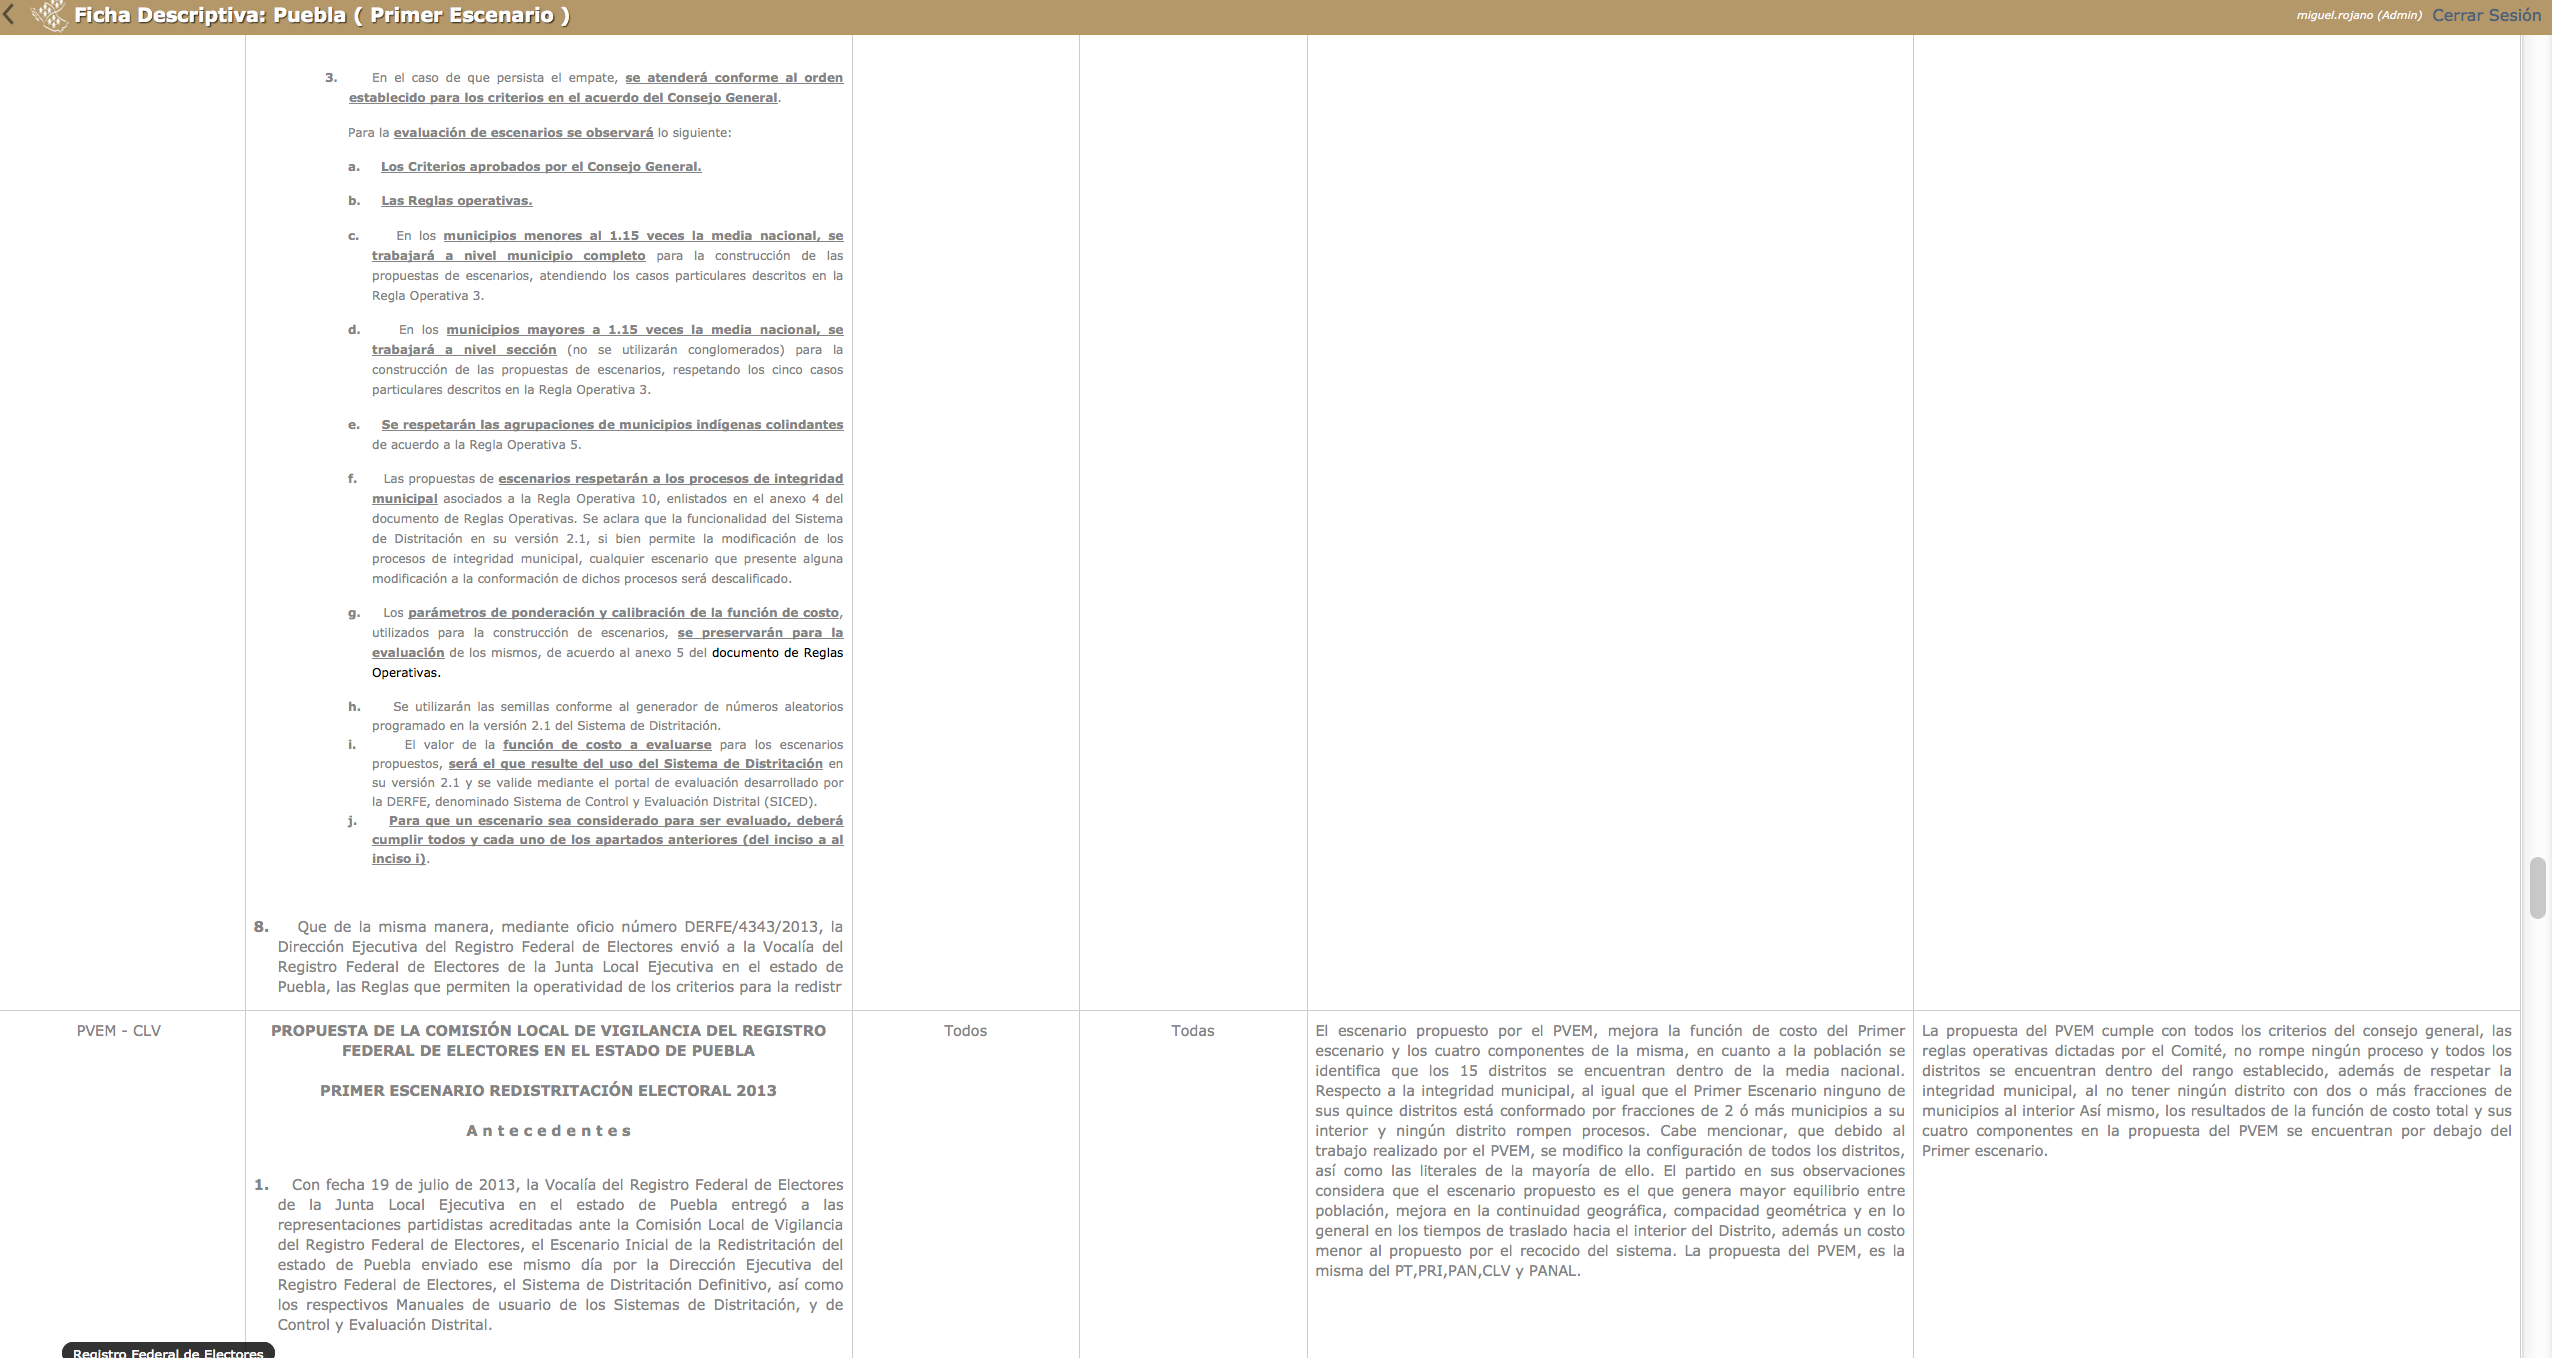 Ficha Descriptiva: Puebla ( Primer Escenario )
miguel.rojano (Admin) Cerrar Sesión
3. En el caso de que persista el empate, se atenderá conforme al orden
establecido para los criterios en el acuerdo del Consejo General.
Para la evaluación de escenarios se observará lo siguiente:
a. Los Criterios aprobados por el Consejo General.
b. Las Reglas operativas.
c. En los municipios menores al 1.15 veces la media nacional, se
trabajará a nivel municipio completo para la construcción de las
propuestas de escenarios, atendiendo los casos particulares descritos en la
Regla Operativa 3.
d. En los municipios mayores a 1.15 veces la media nacional, se
trabajará a nivel sección (no se utilizarán conglomerados) para la
construcción de las propuestas de escenarios, respetando los cinco casos
particulares descritos en la Regla Operativa 3.
e. Se respetarán las agrupaciones de municipios indígenas colindantes
de acuerdo a la Regla Operativa 5.
f. Las propuestas de escenarios respetarán a los procesos de integridad
municipal asociados a la Regla Operativa 10, enlistados en el anexo 4 del
documento de Reglas Operativas. Se aclara que la funcionalidad del Sistema
de Distritación en su versión 2.1, si bien permite la modificación de los
procesos de integridad municipal, cualquier escenario que presente alguna
modificación a la conformación de dichos procesos será descalificado.
g. Los parámetros de ponderación y calibración de la función de costo,
utilizados para la construcción de escenarios, se preservarán para la
evaluación de los mismos, de acuerdo al anexo 5 del documento de Reglas
Operativas.
h. Se utilizarán las semillas conforme al generador de números aleatorios
programado en la versión 2.1 del Sistema de Distritación.
i. El valor de la función de costo a evaluarse para los escenarios
propuestos, será el que resulte del uso del Sistema de Distritación en
su versión 2.1 y se valide mediante el portal de evaluación desarrollado por
la DERFE, denominado Sistema de Control y Evaluación Distrital (SICED).
j. Para que un escenario sea considerado para ser evaluado, deberá
cumplir todos y cada uno de los apartados anteriores (del inciso a al
inciso i).
8. Que de la misma manera, mediante oficio número DERFE/4343/2013, la
Dirección Ejecutiva del Registro Federal de Electores envió a la Vocalía del
Registro Federal de Electores de la Junta Local Ejecutiva en el estado de
Puebla, las Reglas que permiten la operatividad de los criterios para la redistr
PVEM - CLV
PROPUESTA DE LA COMISIÓN LOCAL DE VIGILANCIA DEL REGISTRO
FEDERAL DE ELECTORES EN EL ESTADO DE PUEBLA
PRIMER ESCENARIO REDISTRITACIÓN ELECTORAL 2013
A n t e c e d e n t e s
1. Con fecha 19 de julio de 2013, la Vocalía del Registro Federal de Electores
de la Junta Local Ejecutiva en el estado de Puebla entregó a las
representaciones partidistas acreditadas ante la Comisión Local de Vigilancia
del Registro Federal de Electores, el Escenario Inicial de la Redistritación del
estado de Puebla enviado ese mismo día por la Dirección Ejecutiva del
Registro Federal de Electores, el Sistema de Distritación Definitivo, así como
los respectivos Manuales de usuario de los Sistemas de Distritación, y de
Control y Evaluación Distrital.
Todos
Todas
El escenario propuesto por el PVEM, mejora la función de costo del Primer
escenario y los cuatro componentes de la misma, en cuanto a la población se
identifica que los 15 distritos se encuentran dentro de la media nacional.
Respecto a la integridad municipal, al igual que el Primer Escenario ninguno de
sus quince distritos está conformado por fracciones de 2 ó más municipios a su
interior y ningún distrito rompen procesos. Cabe mencionar, que debido al
trabajo realizado por el PVEM, se modifico la configuración de todos los distritos,
así como las literales de la mayoría de ello. El partido en sus observaciones
considera que el escenario propuesto es el que genera mayor equilibrio entre
población, mejora en la continuidad geográfica, compacidad geométrica y en lo
general en los tiempos de traslado hacia el interior del Distrito, además un costo
menor al propuesto por el recocido del sistema. La propuesta del PVEM, es la
misma del PT,PRI,PAN,CLV y PANAL.
La propuesta del PVEM cumple con todos los criterios del consejo general, las
reglas operativas dictadas por el Comité, no rompe ningún proceso y todos los
distritos se encuentran dentro del rango establecido, además de respetar la
integridad municipal, al no tener ningún distrito con dos o más fracciones de
municipios al interior Así mismo, los resultados de la función de costo total y sus
cuatro componentes en la propuesta del PVEM se encuentran por debajo del
Primer escenario.
Registro Federal de Electores